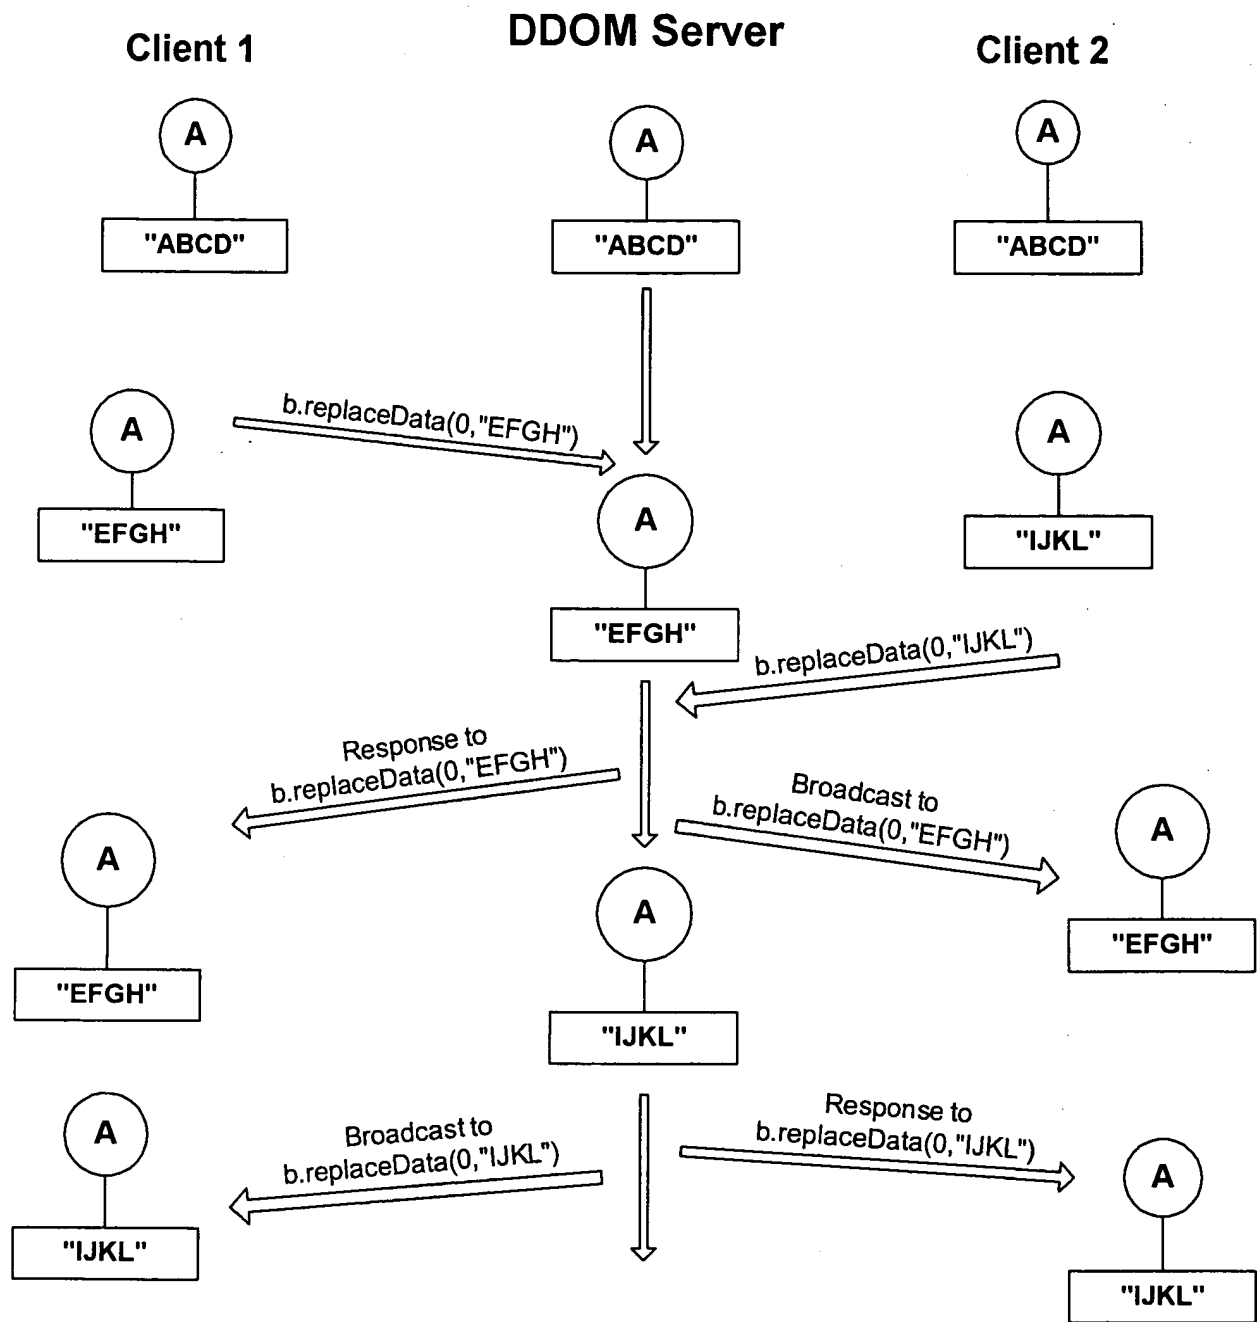 DDOM Server
Client 1
Client 2
A
A
A
"ABCD"
"ABCD"
"ABCD"
b.replaceData(0,"EFGH")
A
A
A
"EFGH"
"IJKL"
"EFGH"
b.replaceData(0,"IJKL")
Response to
b.replaceData(0,"EFGH")
Broadcast to
b.replaceData(0,"EFGH")
A
A
A
"EFGH"
"EFGH"
"IJKL"
A
Broadcast to
b.replaceData(0,"IJKL")
Response to
b.replaceData(0,"IJKL")
A
"IJKL"
"IJKL"